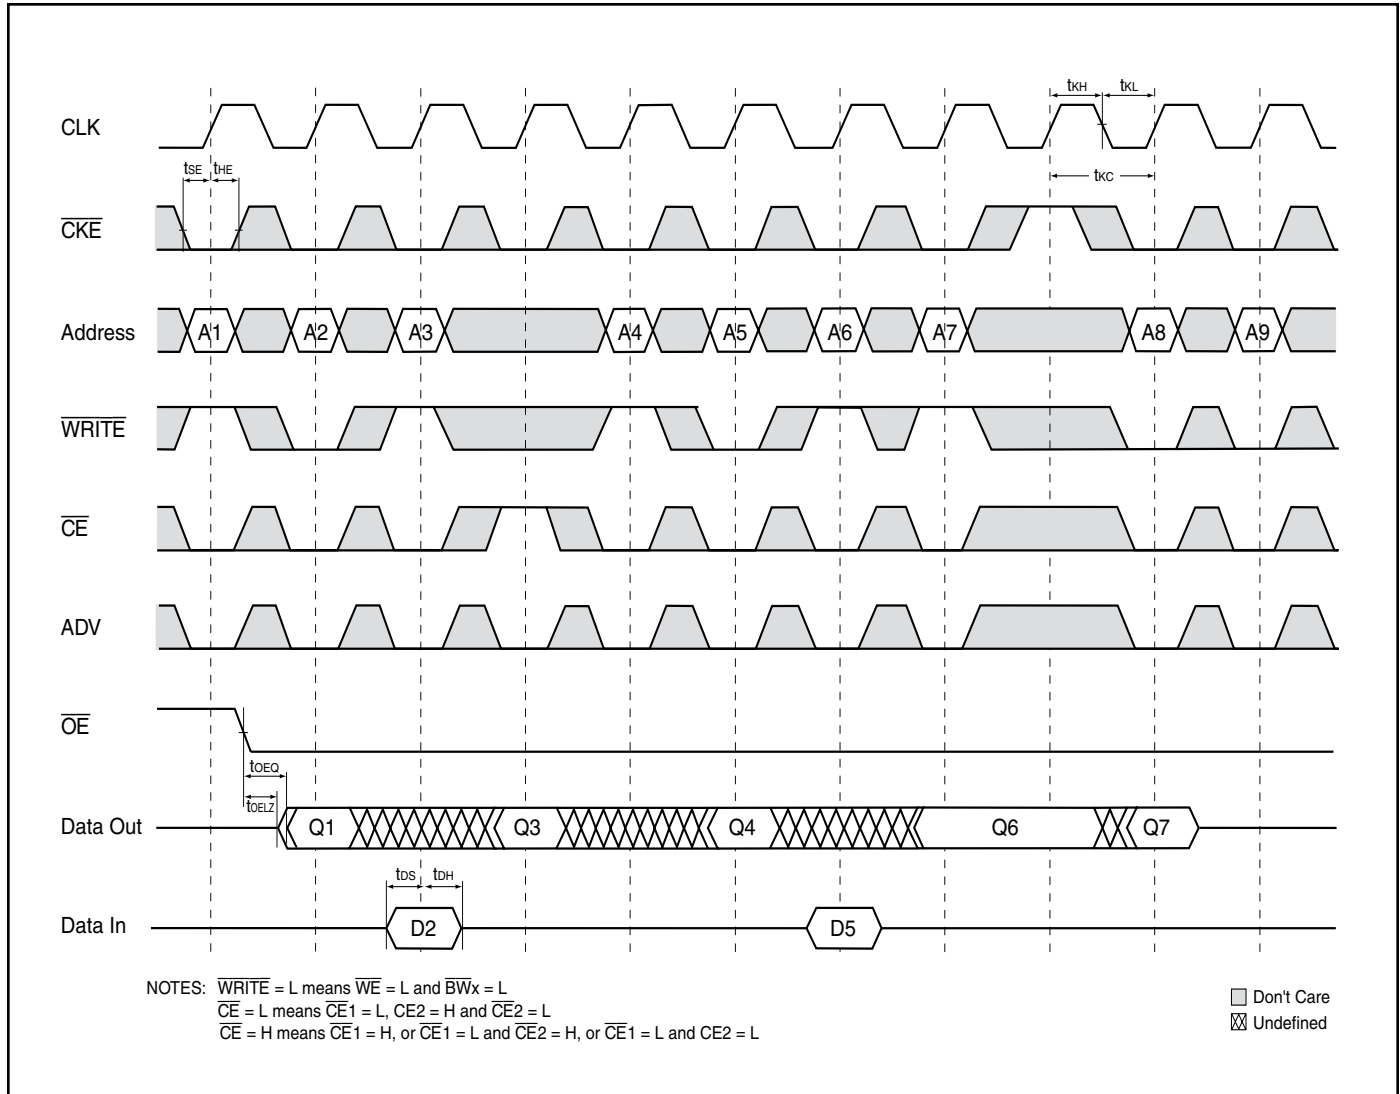 CLK
tKH tKL
tKC
tSE tHE
CKE
Address A1 A2 A3 A4 A5 A6 A7 A8 A9
WRITE
CE
ADV
OE
tOEQ
tOELZ
Data Out Q1 Q3 Q4 Q6 Q7
tDS tDH
Data In D2 D5
NOTES: WRITE = L means WE = L and BWx = L
CE = L means CE1 = L, CE2 = H and CE2 = L
CE = H means CE1 = H, or CE1 = L and CE2 = H, or CE1 = L and CE2 = L
Don't Care
Undefined